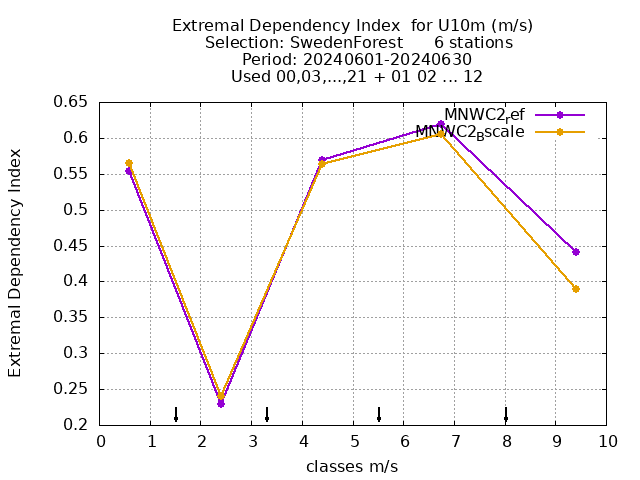 Extremal Dependency Index for U10m (m/s)
Selection: SwedenForest 6 stations
Period: 20240601-20240630
Used 00,03,...,21 + 01 02 ... 12
MNWC2ref
MNWC2Bscale
0.65
0.6
0.55
0.5
0.45
0.4
0.35
0.3
0.25
0.2
Extremal Dependency Index
0 1 2 3 4 5 6 7 8 9 10
classes m/s